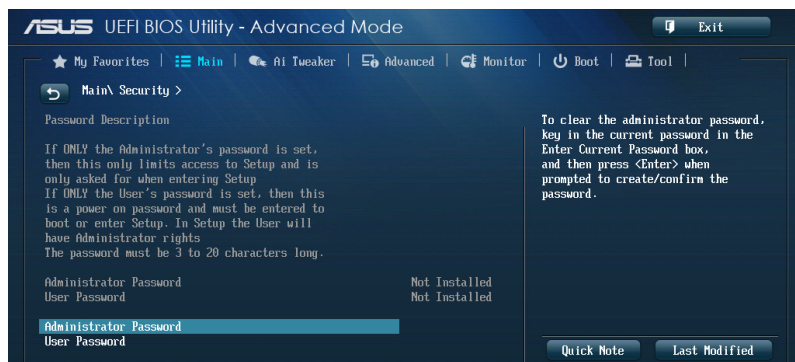 ASUS UEFI BIOS Utility - Advanced Mode
Exit
My Favorites | Main | Ai Tweaker | Advanced | Monitor | Boot | Tool |
Main\ Security >
Password Description
If ONLY the Administrator's password is set,
then this only limits access to Setup and is
only asked for when entering Setup
If ONLY the User's password is set, then this
is a power on password and must be entered to
boot or enter Setup. In Setup the User will
have Administrator rights
The password must be 3 to 20 characters long.
Administrator Password Not Installed
User Password Not Installed
Administrator Password
User Password
To clear the administrator password,
key in the current password in the
Enter Current Password box,
and then press <Enter> when
prompted to create/confirm the
password.
Quick Note
Last Modified